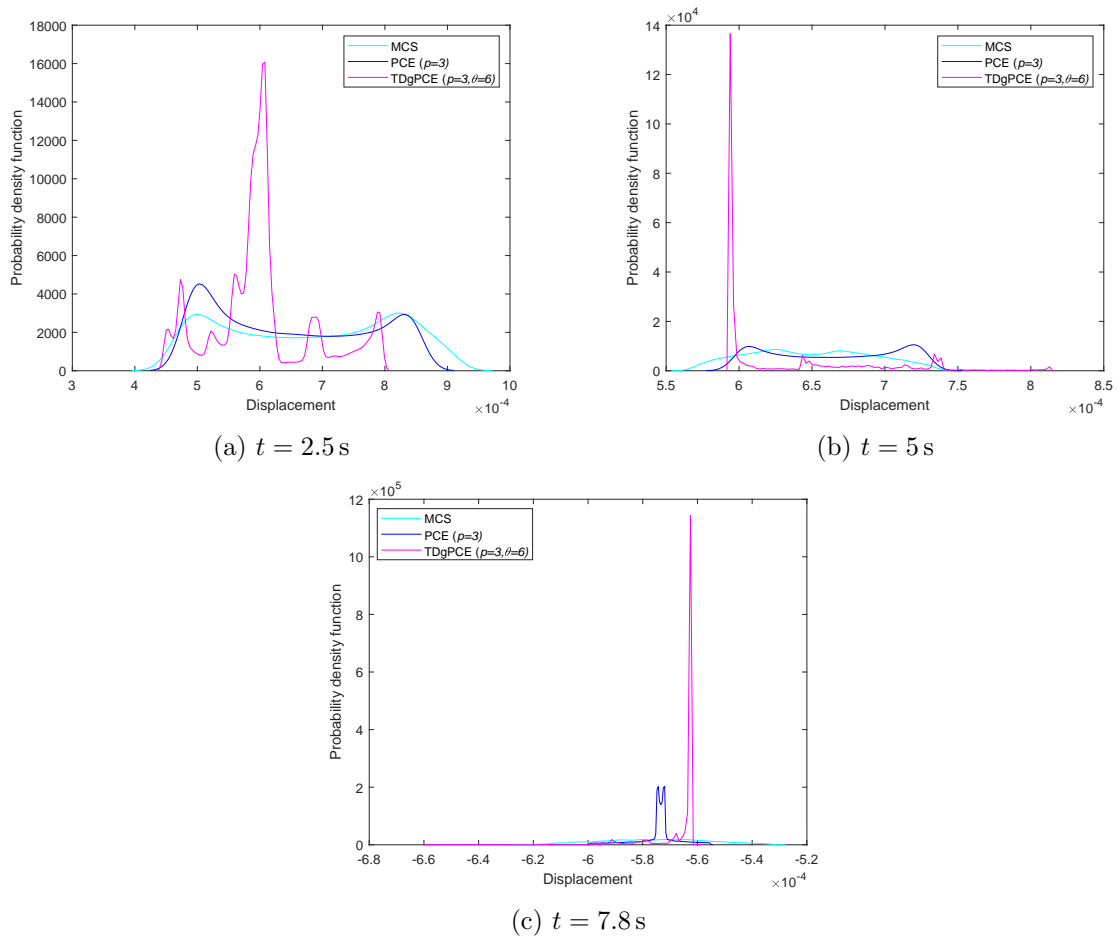 18000
16000
14000
12000
10000
8000
6000
4000
2000
0
Probability density function
MCS
PCE (p=3)
TDgPCE (p=3,θ=6)
3 4 5 6 7 8 9 10
Displacement
×10⁻⁴
(a) t = 2.5 s
×10⁴
14
12
10
8
6
4
2
0
Probability density function
MCS
PCE (p=3)
TDgPCE (p=3,θ=6)
5.5 6 6.5 7 7.5 8 8.5
Displacement
×10⁻⁴
(b) t = 5 s
×10⁵
12
10
8
6
4
2
0
Probability density function
MCS
PCE (p=3)
TDgPCE (p=3,θ=6)
-6.8 -6.6 -6.4 -6.2 -6 -5.8 -5.6 -5.4 -5.2
Displacement
×10⁻⁴
(c) t = 7.8 s